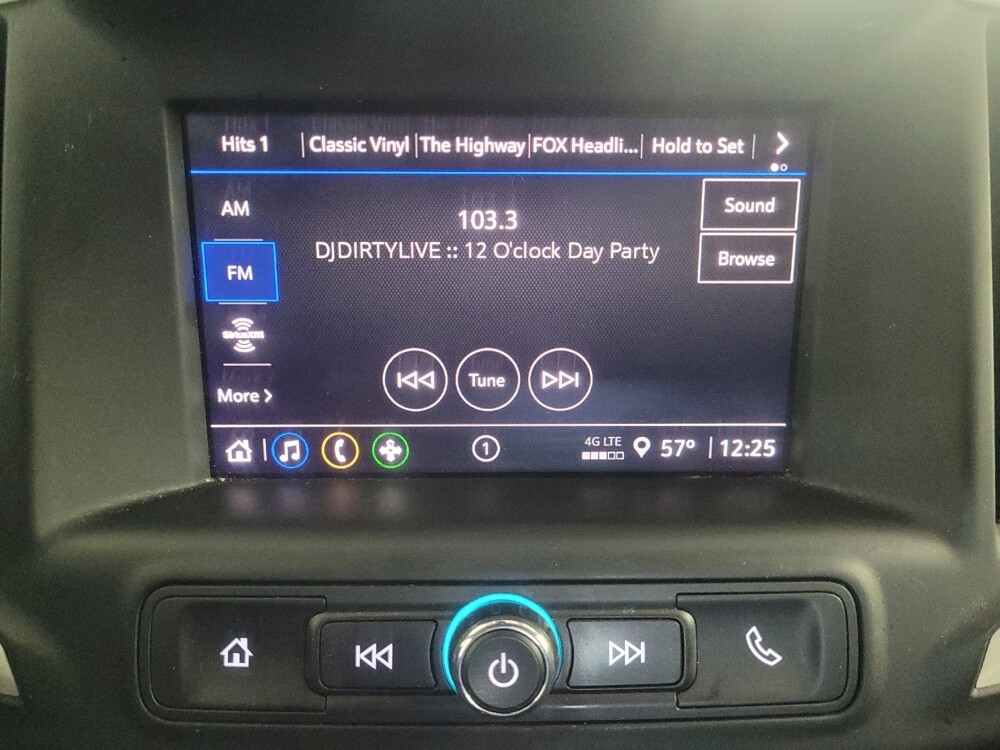 Hits 1 Classic Vinyl The Highway FOX Headli... Hold to Set
AM
Sound
103.3
DJDIRTYLIVE :: 12 O'clock Day Party
FM
Browse
SiriusXM
More
Tune
1
4G LTE
57° 12:25